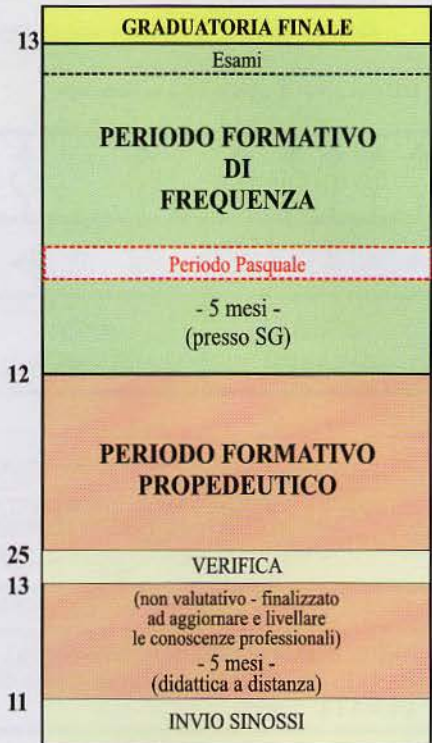 GRADUATORIA FINALE
13
Esami
PERIODO FORMATIVO
DI
FREQUENZA
Periodo Pasquale
- 5 mesi -
(presso SG)
12
PERIODO FORMATIVO
PROPEDEUTICO
25
VERIFICA
13
(non valutativo - finalizzato
ad aggiornare e livellare
le conoscenze professionali)
- 5 mesi -
(didattica a distanza)
11
INVIO SINOSSI